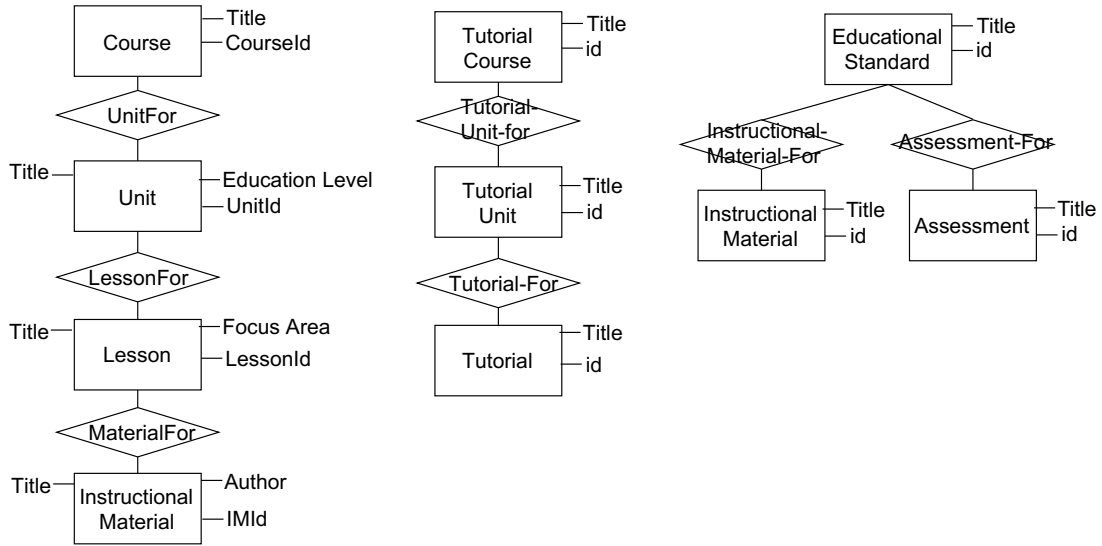 Title
Course
CourseId
UnitFor
Title
Education Level
Unit
UnitId
LessonFor
Title
Focus Area
Lesson
LessonId
MaterialFor
Title
Author
Instructional
Material
IMId
Title
Tutorial
Course
id
Tutorial-
Unit-for
Title
Tutorial
Unit
id
Tutorial-For
Title
Tutorial
id
Title
Educational
Standard
id
Instructional-
Material-For
Assessment-For
Title
Instructional
Material
id
Title
Assessment
id